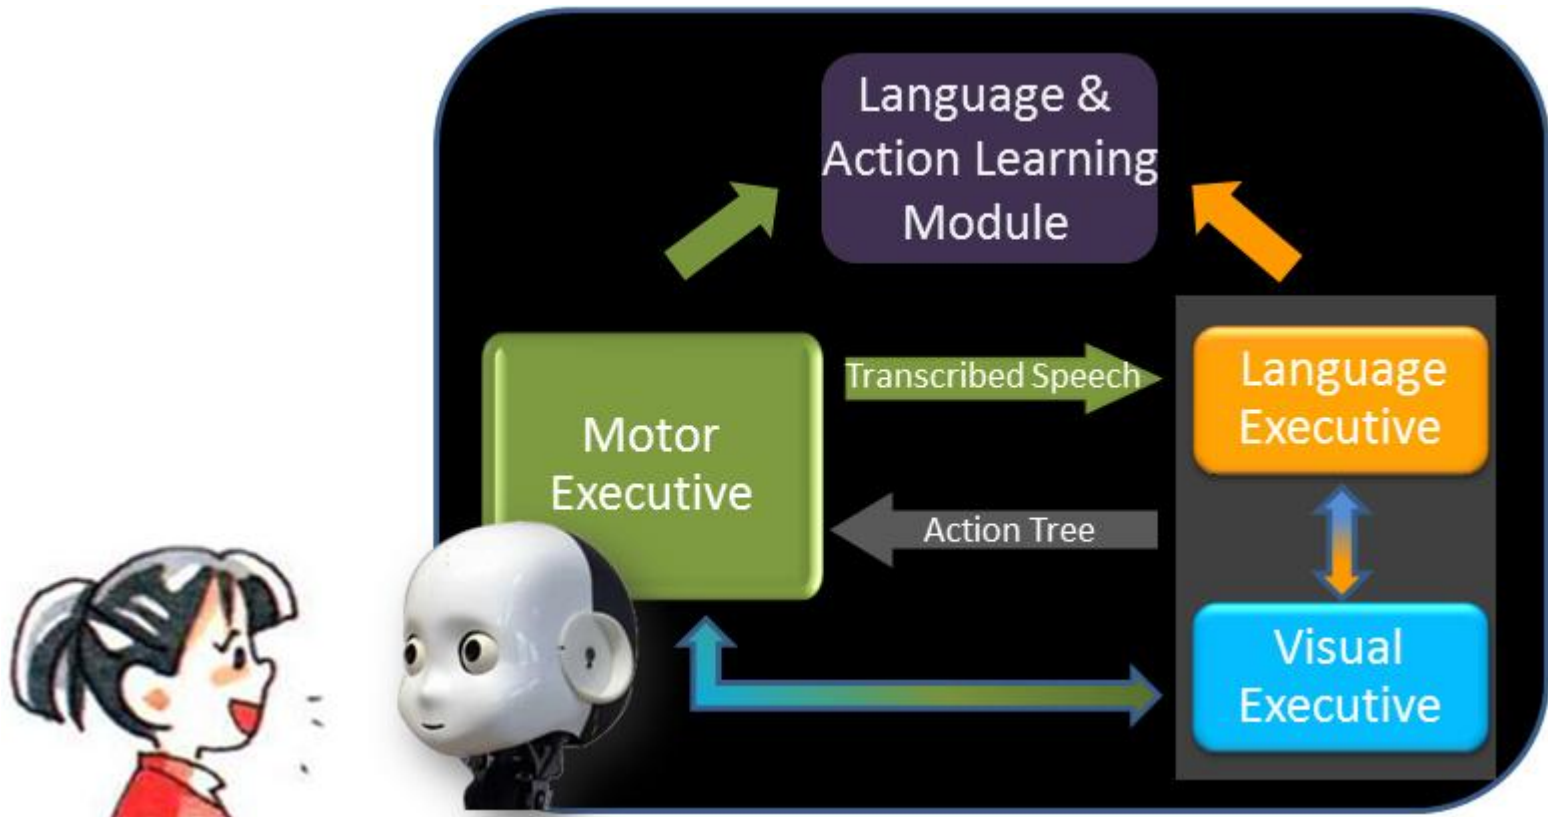 Language &
Action Learning
Module
Transcribed Speech
Language
Executive
Motor
Executive
Action Tree
Visual
Executive